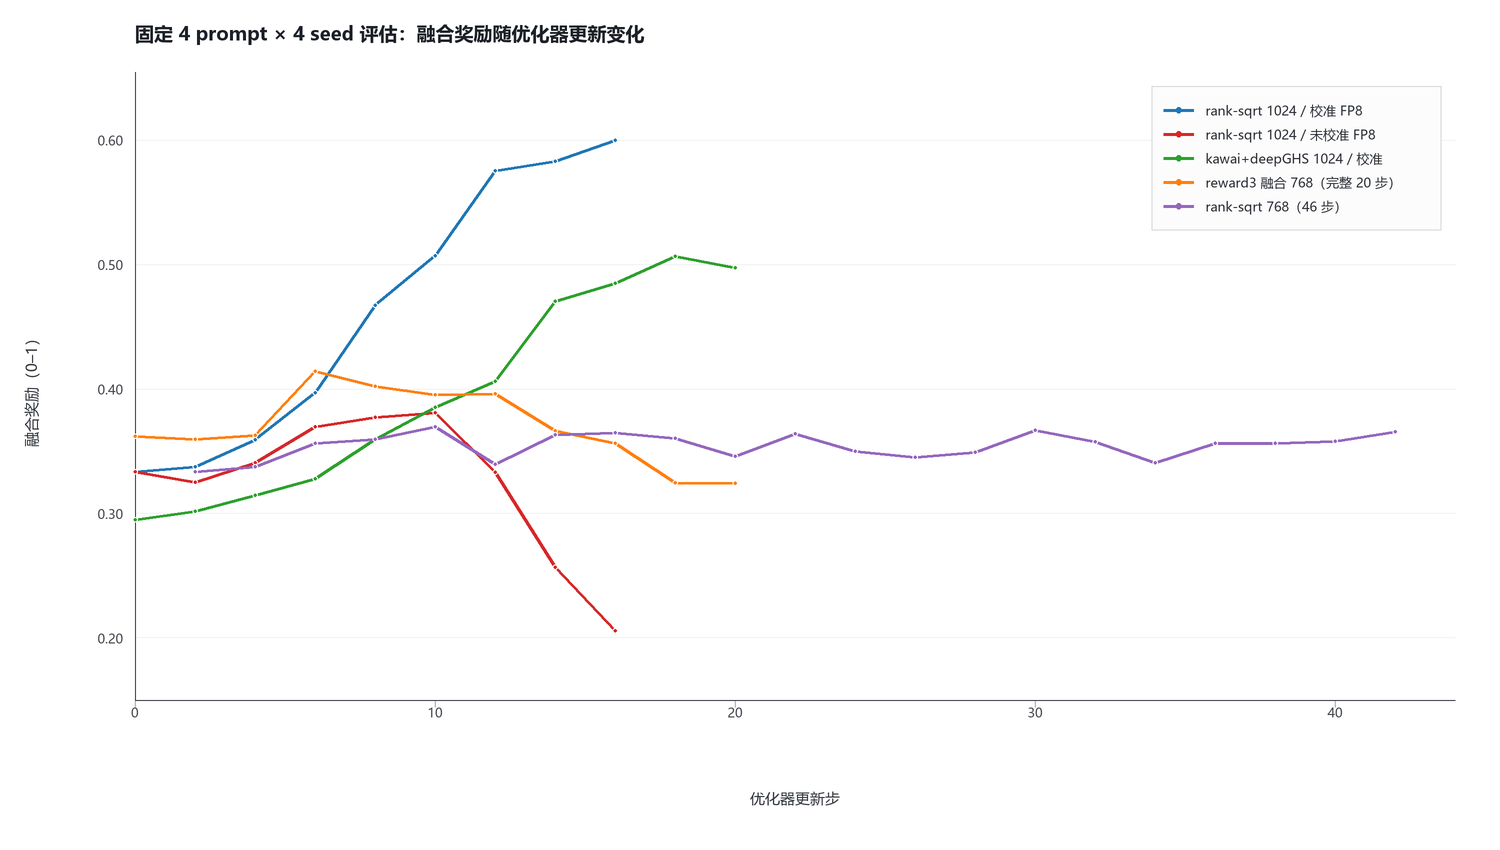 固定 4 prompt × 4 seed 评估：融合奖励随优化器更新变化
rank-sqrt 1024 / 校准 FP8
rank-sqrt 1024 / 未校准 FP8
kawai+deepGHS 1024 / 校准
reward3 融合 768（完整 20 步）
rank-sqrt 768（46 步）
融合奖励（0–1）
0.60
0.50
0.40
0.30
0.20
0
10
20
30
40
优化器更新步